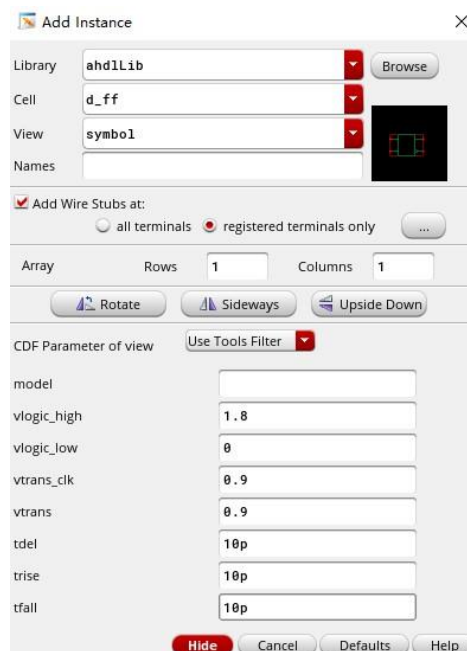 Add Instance
Library ahdlLib Browse
Cell d_ff
View symbol
Names
Add Wire Stubs at:
all terminals registered terminals only ...
Array Rows 1 Columns 1
Rotate Sideways Upside Down
CDF Parameter of view Use Tools Filter
model
vlogic_high 1.8
vlogic_low 0
vtrans_clk 0.9
vtrans 0.9
tdel 10p
trise 10p
tfall 10p
Hide Cancel Defaults Help